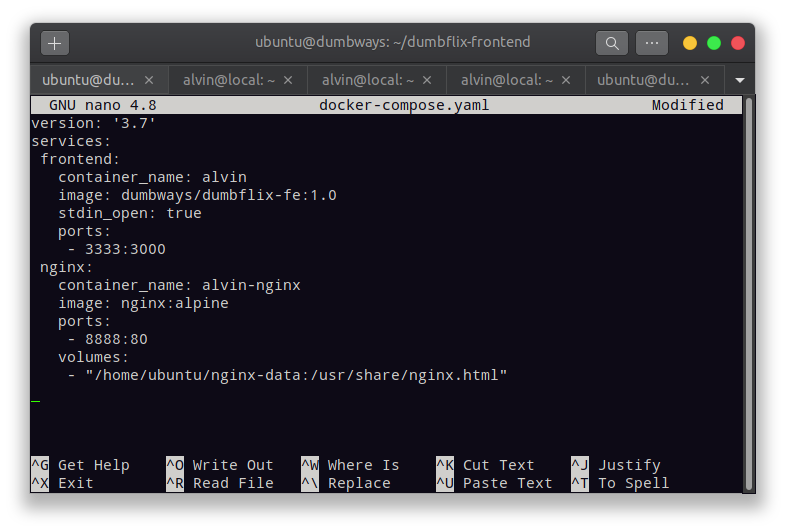 ubuntu@dumbways: ~/dumbflix-frontend
ubuntu@du… × alvin@local: ~ × alvin@local: ~ × alvin@local: ~ × ubuntu@du… ×
GNU nano 4.8 docker-compose.yaml Modified
version: '3.7'
services:
 frontend:
   container_name: alvin
   image: dumbways/dumbflix-fe:1.0
   stdin_open: true
   ports:
    - 3333:3000
 nginx:
   container_name: alvin-nginx
   image: nginx:alpine
   ports:
    - 8888:80
   volumes:
    - "/home/ubuntu/nginx-data:/usr/share/nginx.html"
^G Get Help ^O Write Out ^W Where Is ^K Cut Text ^J Justify
^X Exit ^R Read File ^\ Replace ^U Paste Text ^T To Spell